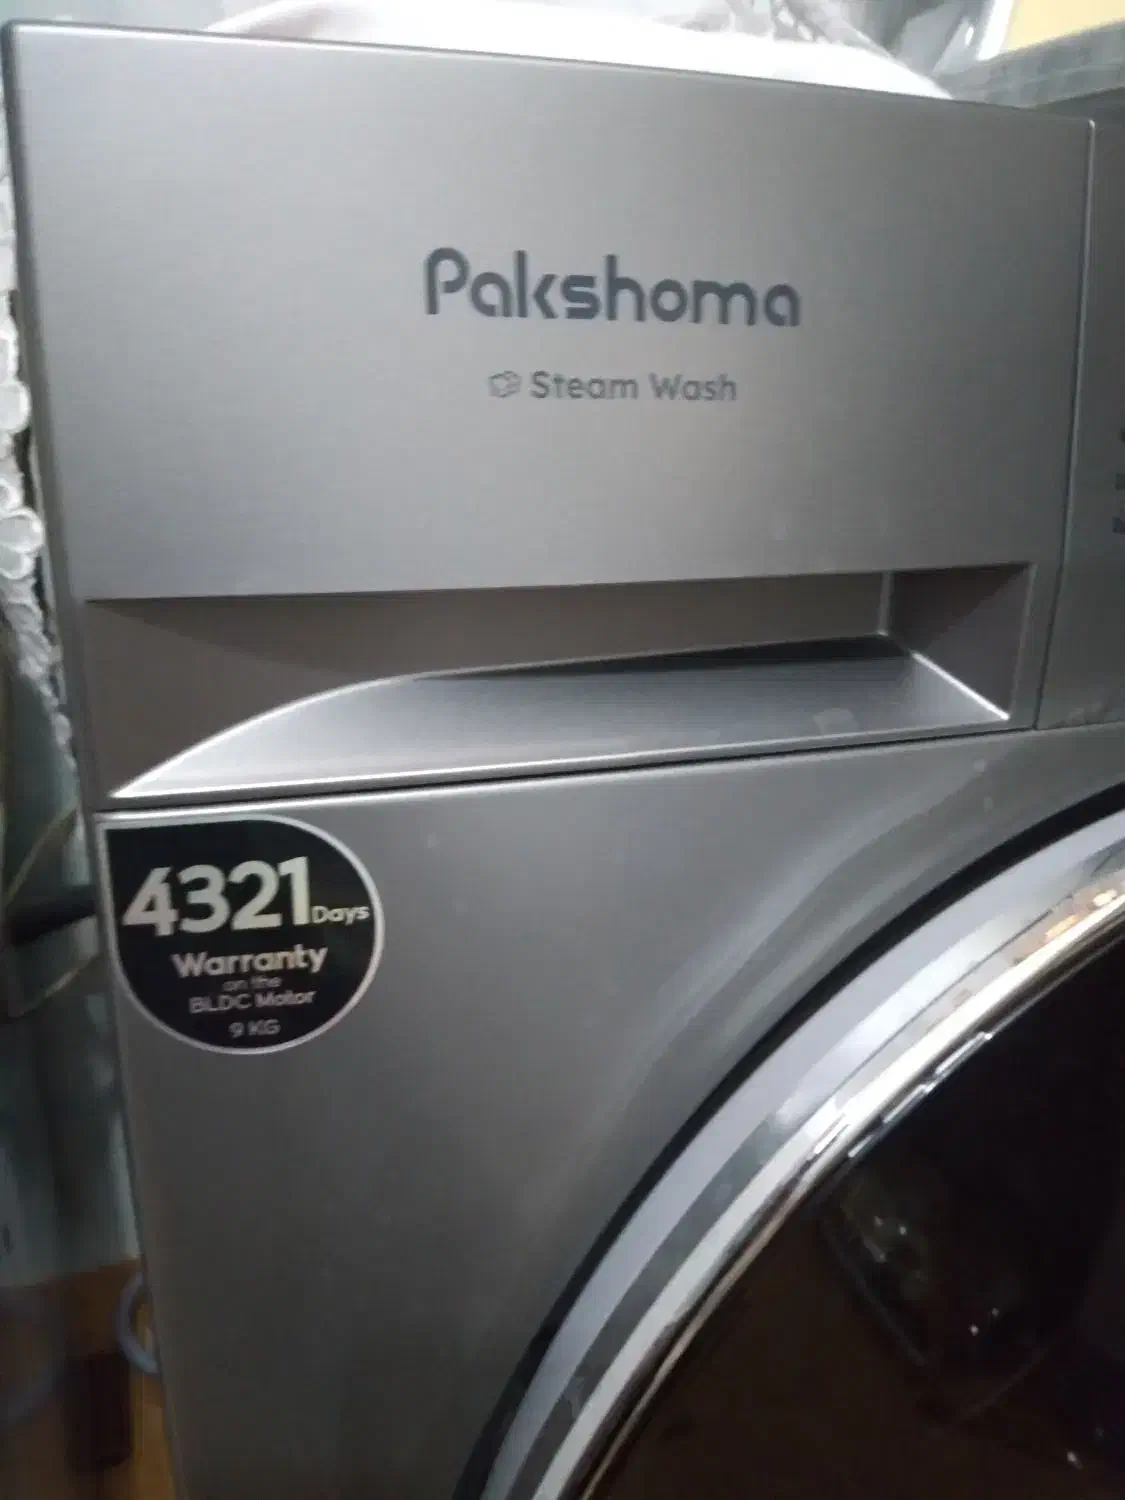 Pakshoma
Steam Wash
4321 Days
Warranty
on the
BLDC Motor
9 KG